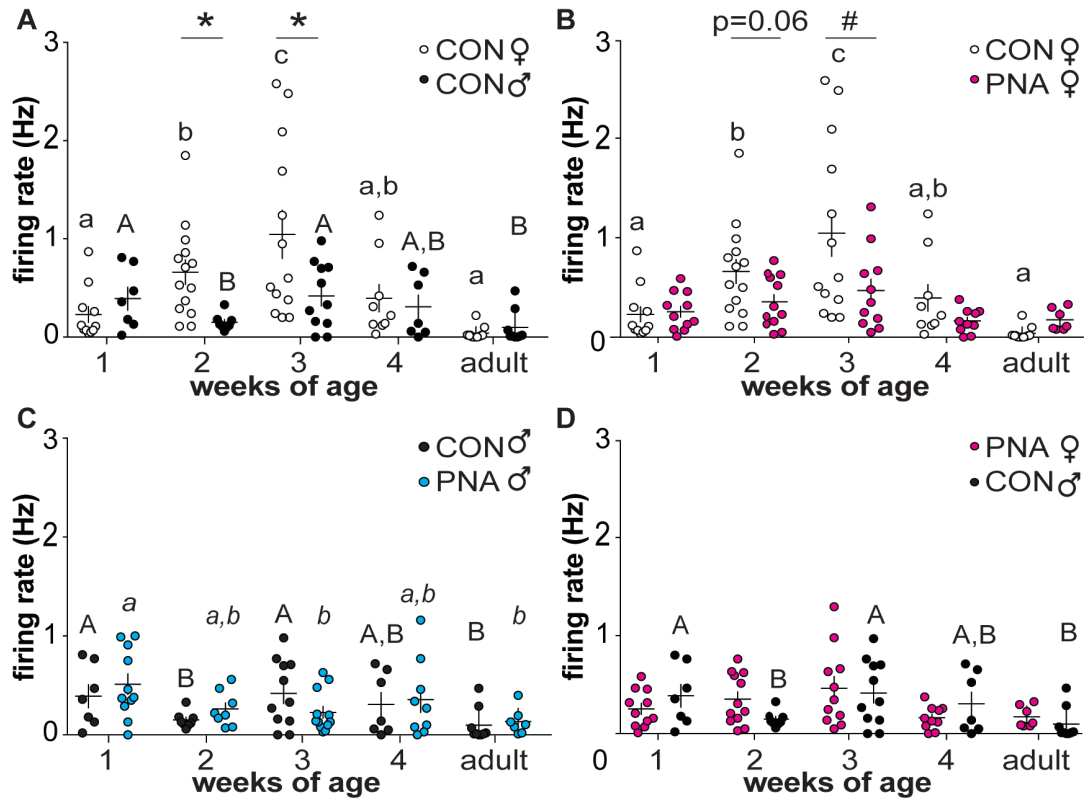 A
* *
CON♀
CON♂
firing rate (Hz)
3
2
1
0
a A b B c A a,b A,B a B
1 2 3 4 adult
weeks of age
B
p=0.06 #
CON♀
PNA♀
firing rate (Hz)
3
2
1
0
a b c a,b a
1 2 3 4 adult
weeks of age
C
CON♂
PNA♂
firing rate (Hz)
3
2
1
0
A a B a,b A b A,B a,b B b
1 2 3 4 adult
weeks of age
D
PNA♀
CON♂
firing rate (Hz)
3
2
1
0
A B A A,B B
1 2 3 4 adult
weeks of age